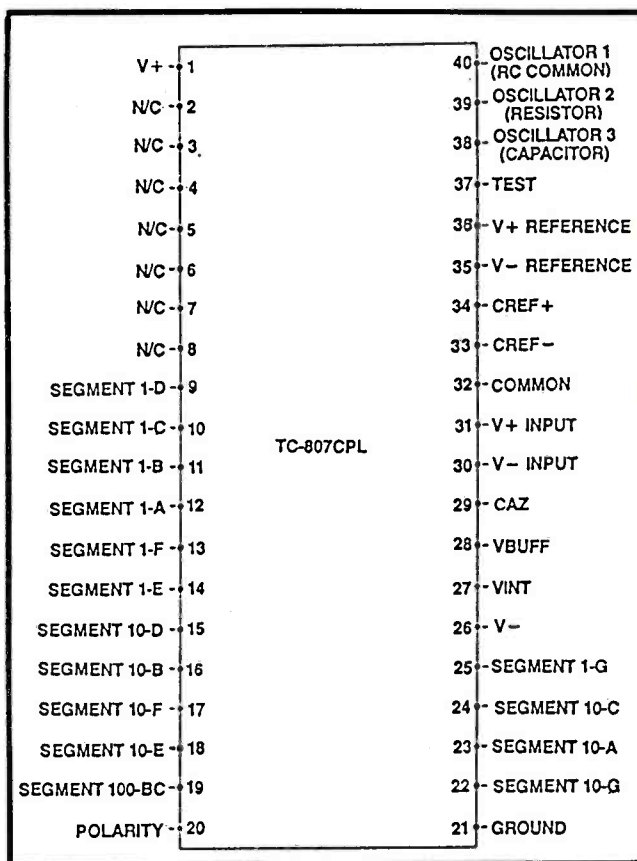 V+ 1
N/C 2
N/C 3
N/C 4
N/C 5
N/C 6
N/C 7
N/C 8
SEGMENT 1-D 9
SEGMENT 1-C 10
SEGMENT 1-B 11
SEGMENT 1-A 12
SEGMENT 1-F 13
SEGMENT 1-E 14
SEGMENT 10-D 15
SEGMENT 10-B 16
SEGMENT 10-F 17
SEGMENT 10-E 18
SEGMENT 100-BC 19
POLARITY 20
TC-807CPL
40 OSCILLATOR 1
(RC COMMON)
39 OSCILLATOR 2
(RESISTOR)
38 OSCILLATOR 3
(CAPACITOR)
37 TEST
36 V+ REFERENCE
35 V− REFERENCE
34 CREF+
33 CREF−
32 COMMON
31 V+ INPUT
30 V− INPUT
29 CAZ
28 VBUFF
27 VINT
26 V−
25 SEGMENT 1-G
24 SEGMENT 10-C
23 SEGMENT 10-A
22 SEGMENT 10-G
21 GROUND